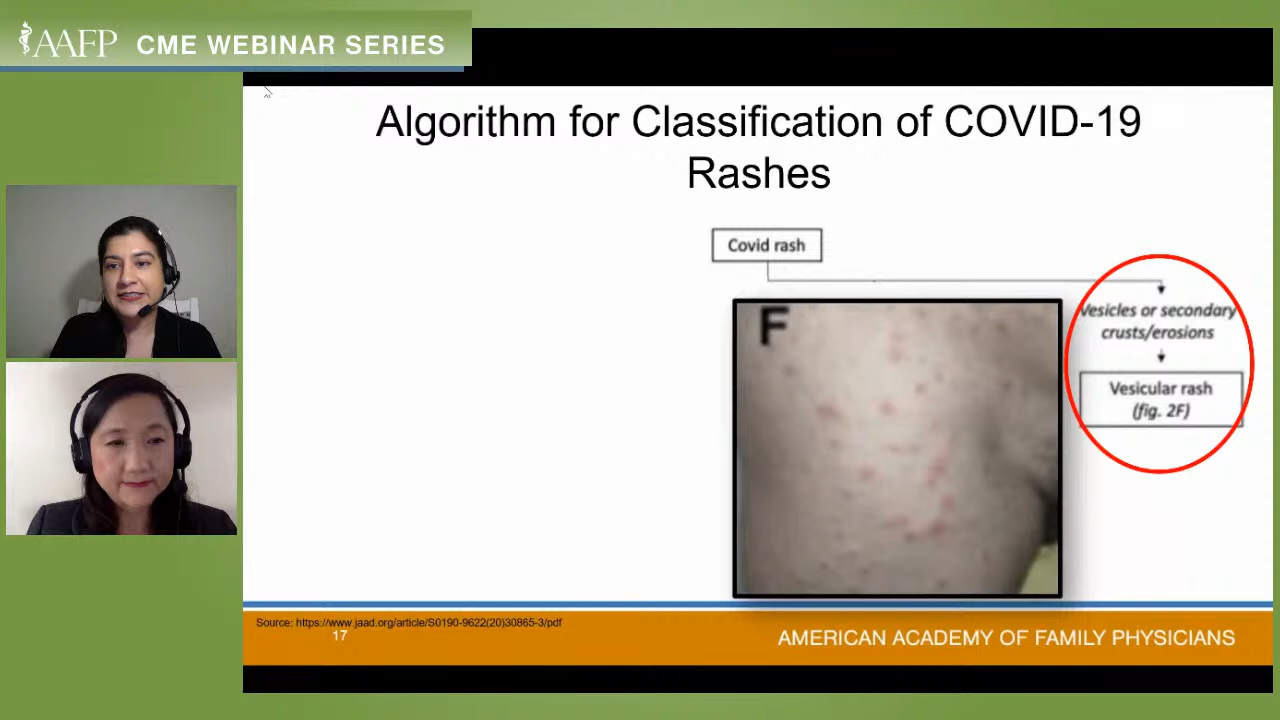 AAFP CME WEBINAR SERIES
Algorithm for Classification of COVID-19
Rashes
Covid rash
F
Vesicles or secondary
crusts/erosions
Vesicular rash
(fig. 2F)
Source: https://www.jaad.org/article/S0190-9622(20)30865-3/pdf
17
AMERICAN ACADEMY OF FAMILY PHYSICIANS